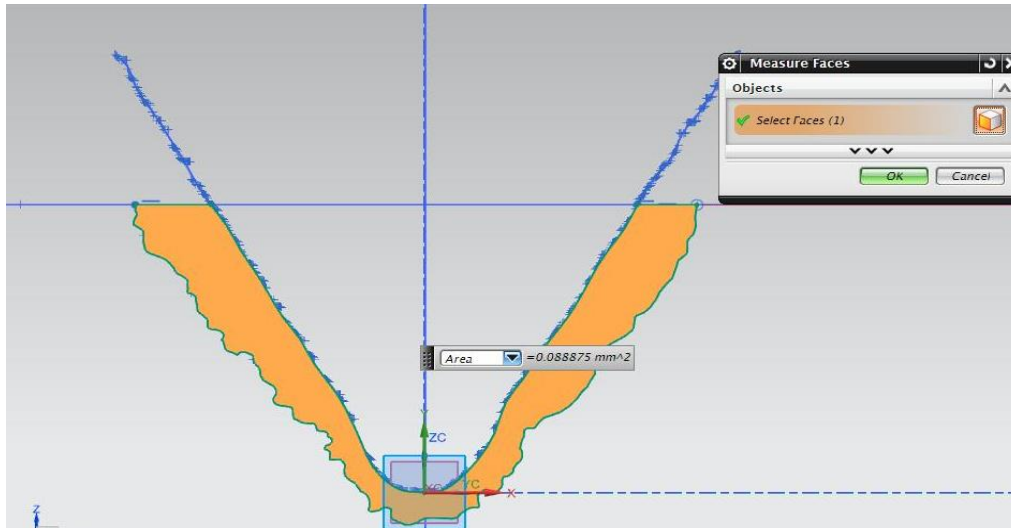 Measure Faces
Objects
Select Faces (1)
OK Cancel
Area =0.088875 mm^2
Y
ZC
YC X
Z